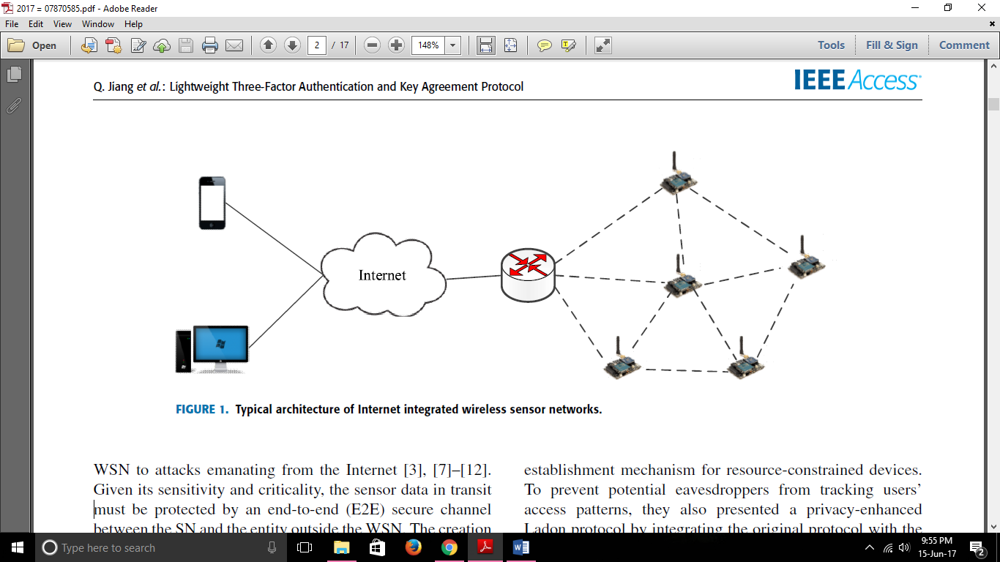 2017 = 07870585.pdf - Adobe Reader
File Edit View Window Help
Open 2 / 17 148% Tools Fill & Sign Comment
Q. Jiang et al.: Lightweight Three-Factor Authentication and Key Agreement Protocol
IEEE Access
Internet
FIGURE 1. Typical architecture of Internet integrated wireless sensor networks.
WSN to attacks emanating from the Internet [3], [7]–[12].
Given its sensitivity and criticality, the sensor data in transit
must be protected by an end-to-end (E2E) secure channel
between the SN and the entity outside the WSN. The creation
establishment mechanism for resource-constrained devices.
To prevent potential eavesdroppers from tracking users’
access patterns, they also presented a privacy-enhanced
Ladon protocol by integrating the original protocol with the
Type here to search
9:55 PM
15-Jun-17
2